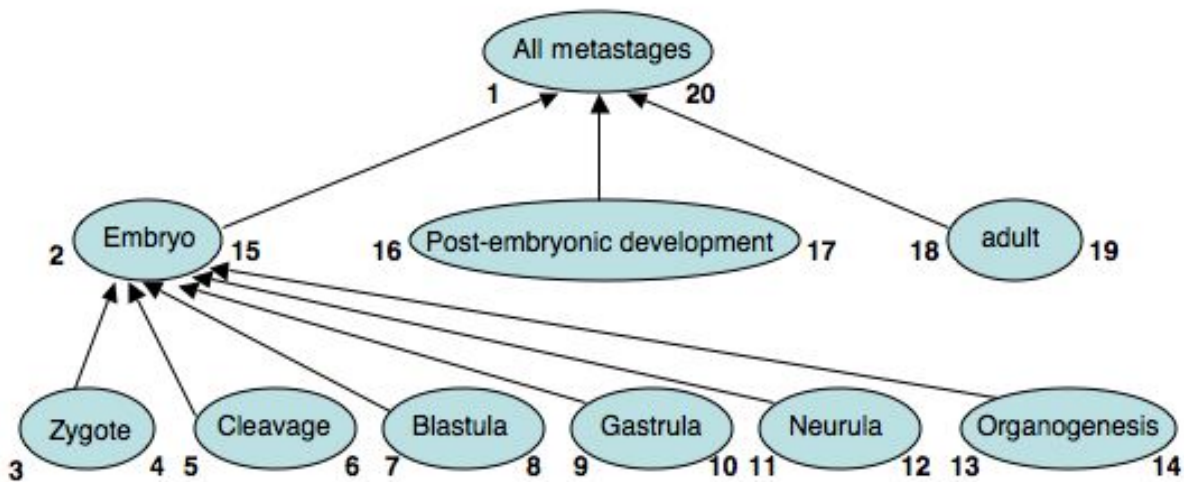 All metastages
1 20
2 Embryo 15 16 Post-embryonic development 17 18 adult 19
Zygote Cleavage Blastula Gastrula Neurula Organogenesis
3 4 5 6 7 8 9 10 11 12 13 14